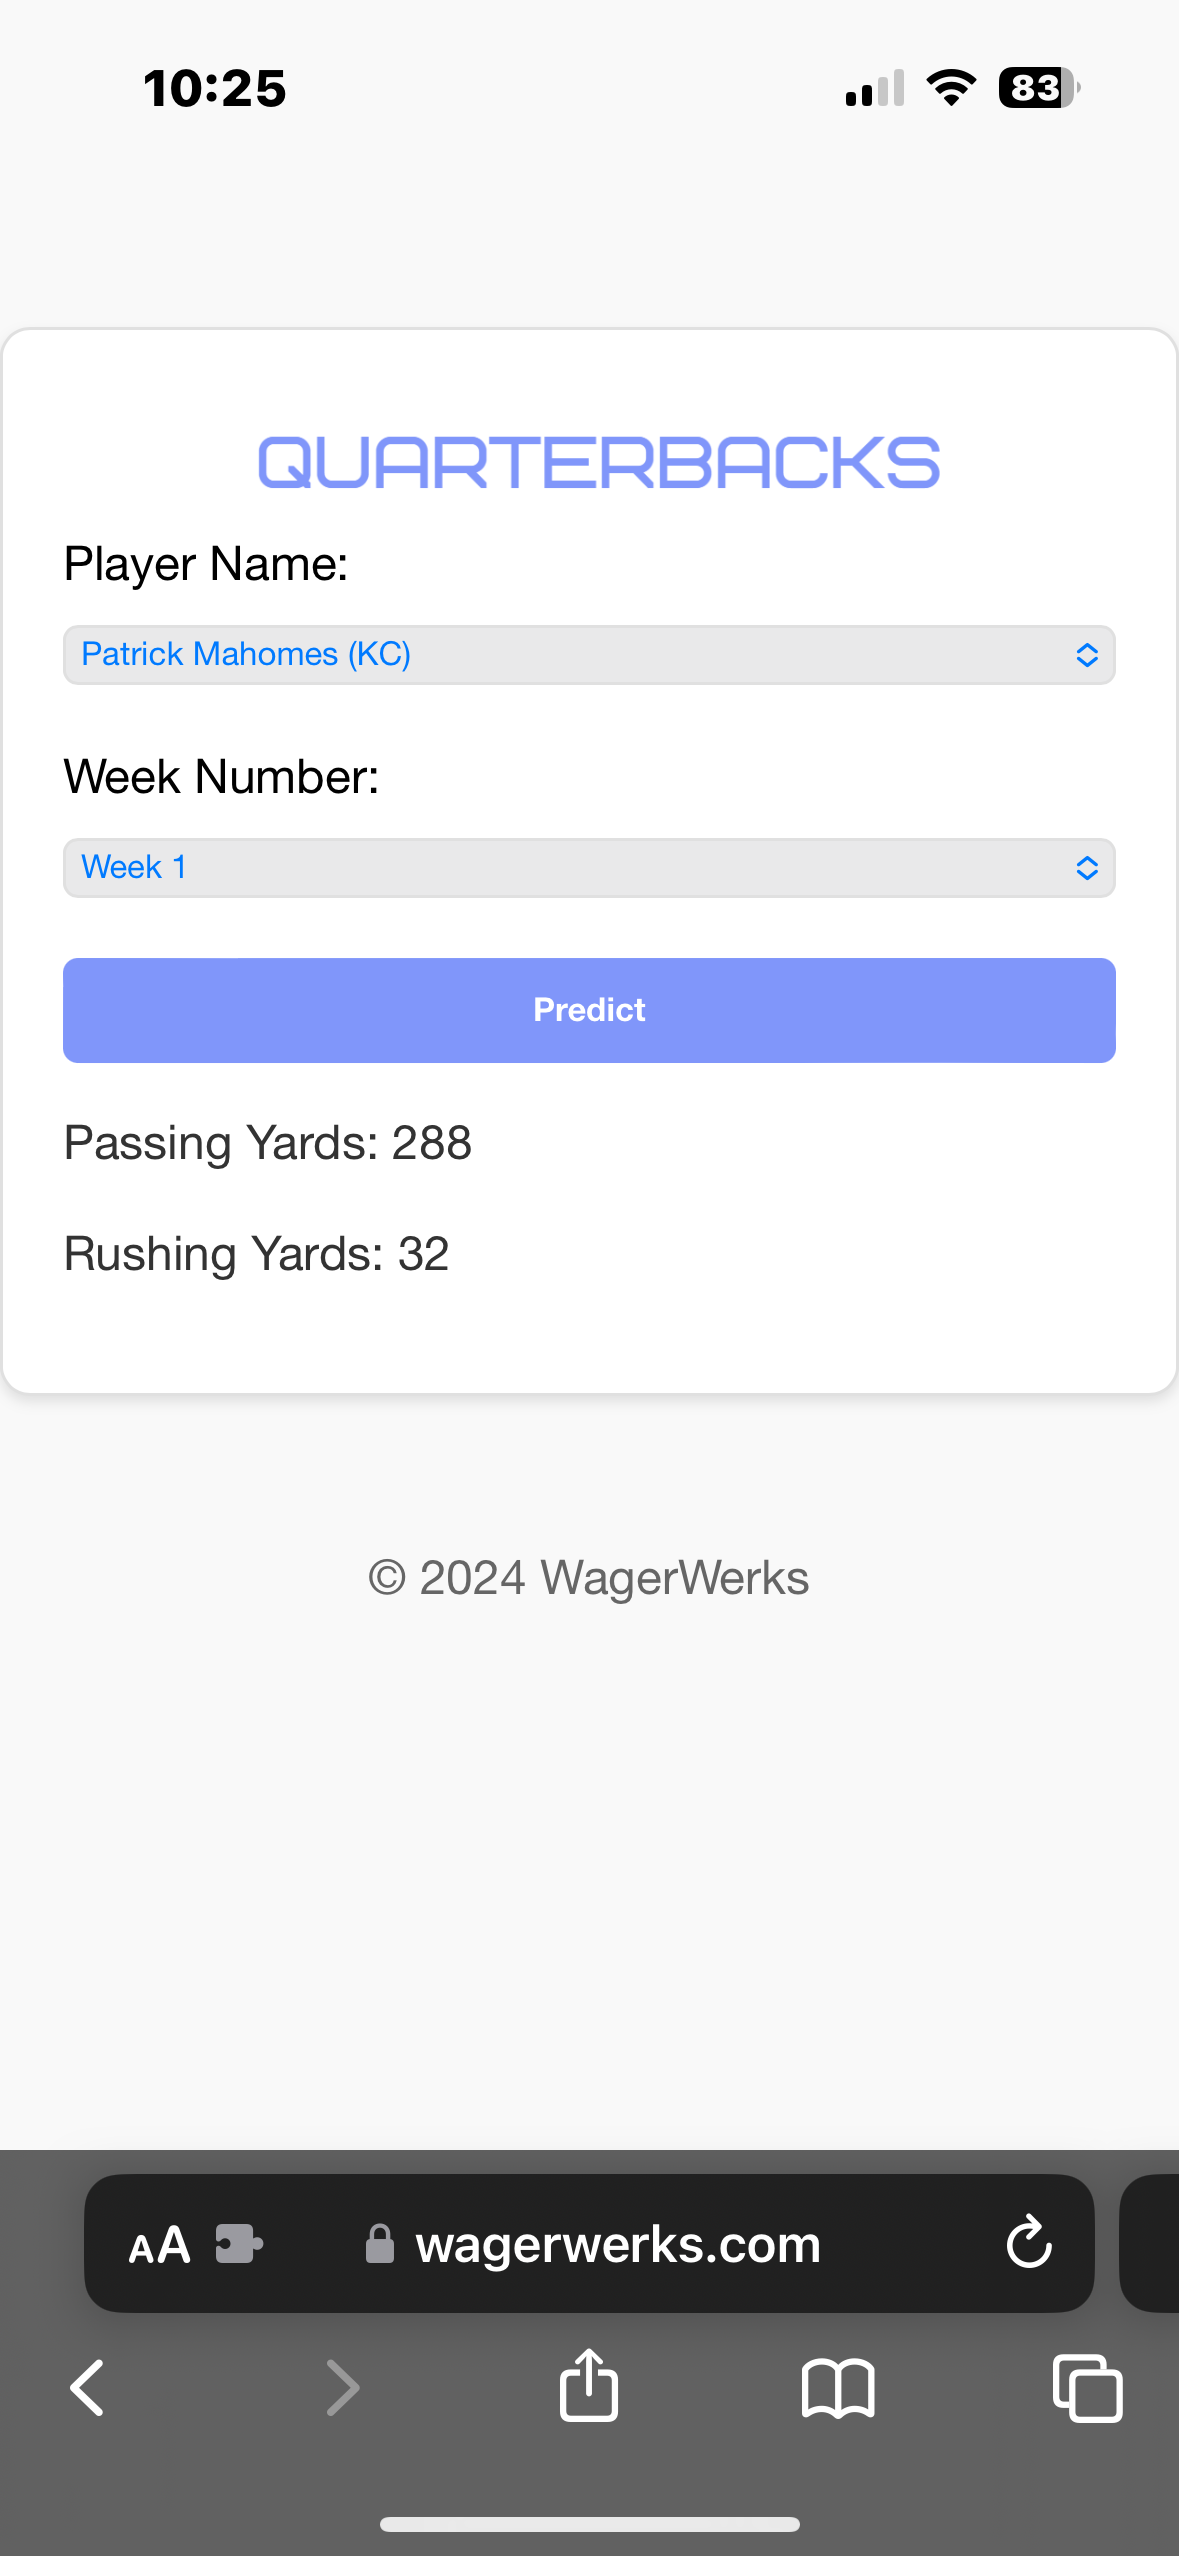 10:25
83
QUARTERBACKS
Player Name:
Patrick Mahomes (KC)
Week Number:
Week 1
Predict
Passing Yards: 288
Rushing Yards: 32
© 2024 WagerWerks
AA wagerwerks.com